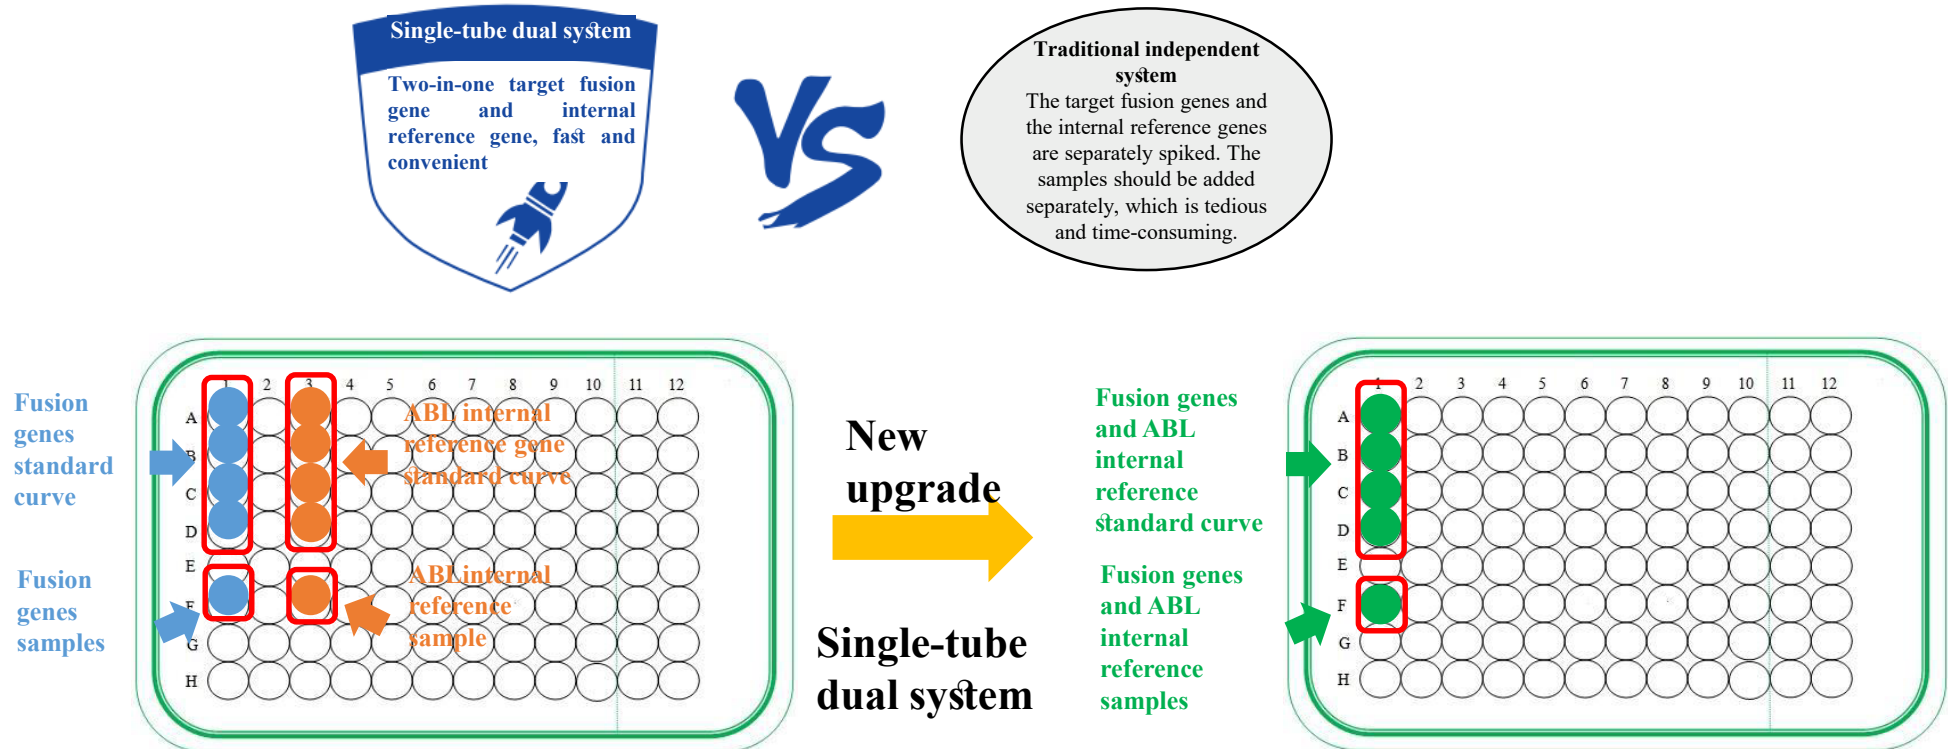 Single-tube dual system
Two-in-one target fusion
gene and internal
reference gene, fast and
convenient
VS
Traditional independent
system
The target fusion genes and
the internal reference genes
are separately spiked. The
samples should be added
separately, which is tedious
and time-consuming.
Fusion
genes
standard
curve
Fusion
genes
samples
1 2 3 4 5 6 7 8 9 10 11 12
A
B
C
D
E
F
G
H
ABL internal
reference gene
standard curve
ABL internal
reference
sample
New
upgrade
Single-tube
dual system
Fusion genes
and ABL
internal
reference
standard curve
Fusion genes
and ABL
internal
reference
samples
1 2 3 4 5 6 7 8 9 10 11 12
A
B
C
D
E
F
G
H